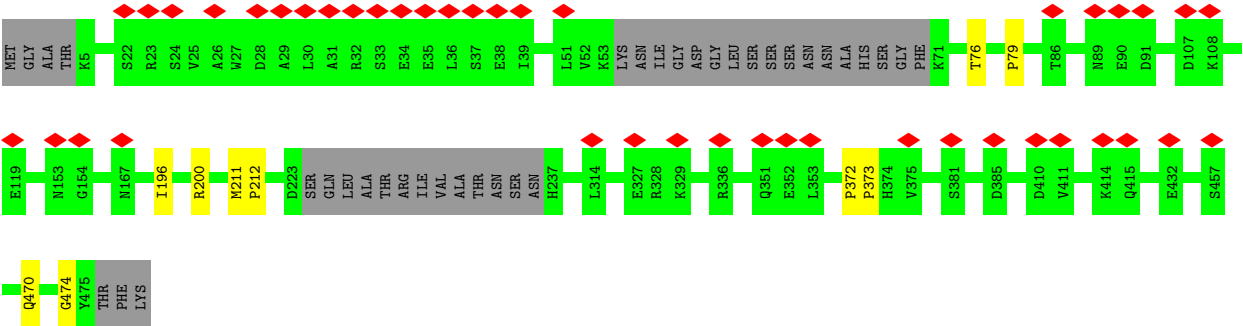 MET GLY ALA THR K5 S22 R23 S24 V25 A26 W27 D28 A29 L30 A31 R32 S33 E34 E35 L36 S37 E38 I39 L51 V52 K53 LYS ASN ILE GLY ASP GLY LEU SER SER SER ASN ASN ALA HIS SER GLY PHE K71 T76 P79 T86 N89 E90 D91 D107 K108
E119 N153 G154 N167 I196 R200 M211 P212 D223 SER GLN LEU ALA THR ARG ILE VAL ALA THR ASN SER ASN H237 L314 E327 R328 K329 R336 Q351 E352 L353 P372 P373 H374 V375 S381 D385 D410 V411 K414 Q415 E432 S457
Q470 G474 Y475 THR PHE LYS